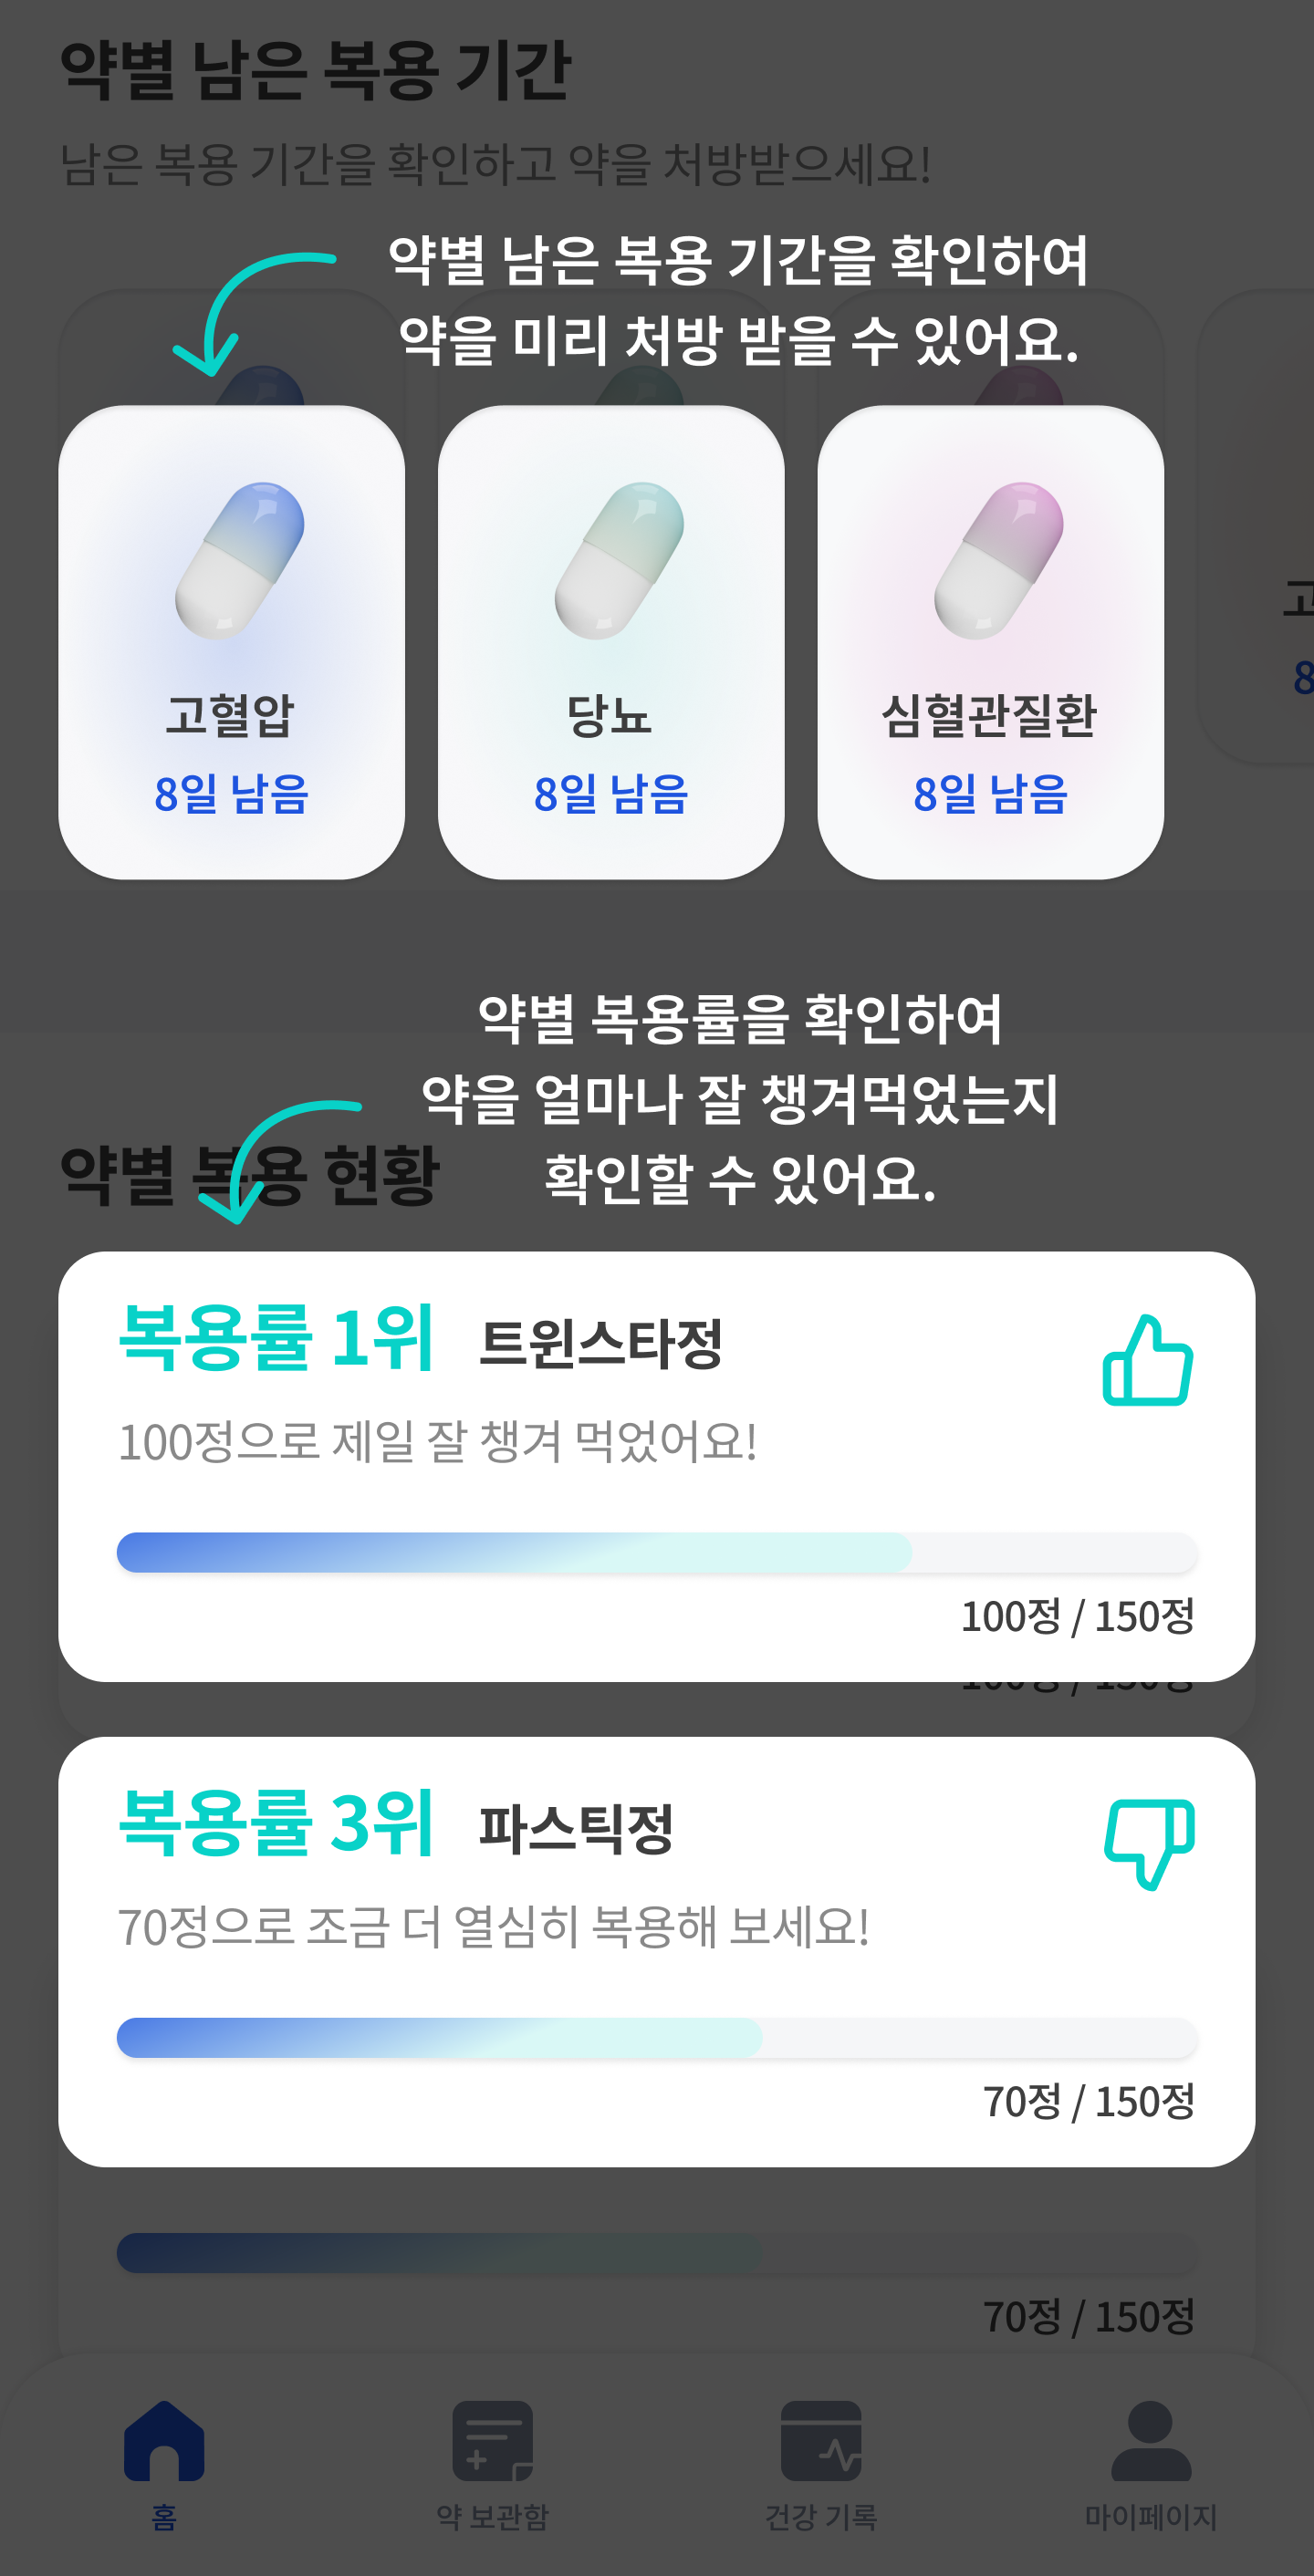 약별 남은 복용 기간
남은 복용 기간을 확인하고 약을 처방받으세요!
약별 남은 복용 기간을 확인하여
약을 미리 처방 받을 수 있어요.
고혈압
8일 남음
당뇨
8일 남음
심혈관질환
8일 남음
고
8
약별 복용률을 확인하여
약을 얼마나 잘 챙겨먹었는지
확인할 수 있어요.
약별 복용 현황
복용률 1위 트윈스타정
100정으로 제일 잘 챙겨 먹었어요!
100정 / 150정
100정 / 150정
복용률 3위 파스틱정
70정으로 조금 더 열심히 복용해 보세요!
70정 / 150정
70정 / 150정
홈
약 보관함
건강 기록
마이페이지